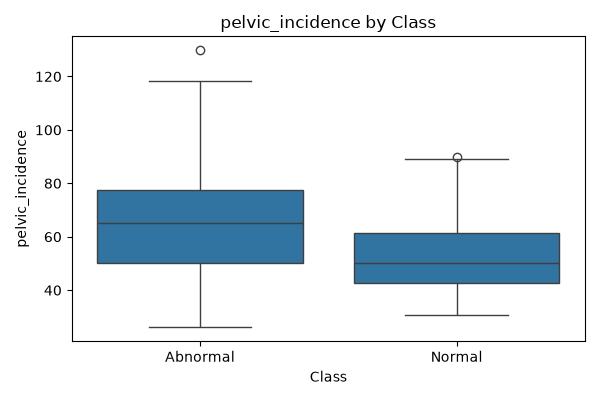 pelvic_incidence by Class
pelvic_incidence
120
100
80
60
40
Abnormal
Normal
Class